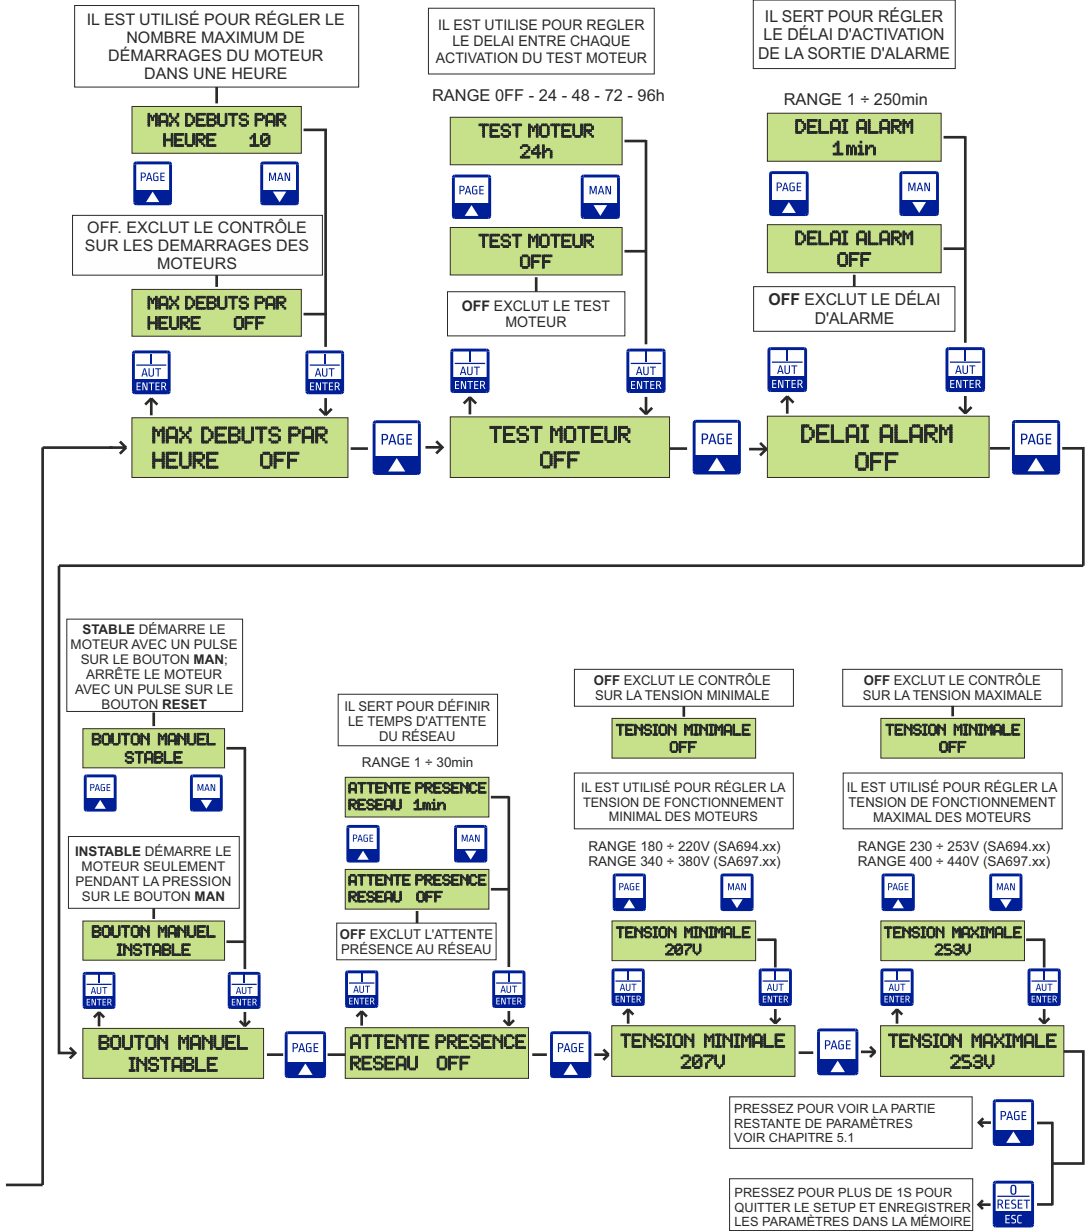 IL EST UTILISÉ POUR RÉGLER LE
NOMBRE MAXIMUM DE
DÉMARRAGES DU MOTEUR
DANS UNE HEURE
MAX DEBUTS PAR
HEURE 10
PAGE
MAN
OFF. EXCLUT LE CONTRÔLE
SUR LES DEMARRAGES DES
MOTEURS
MAX DEBUTS PAR
HEURE OFF
I
AUT
ENTER
I
AUT
ENTER
MAX DEBUTS PAR
HEURE OFF
PAGE
IL EST UTILISE POUR REGLER
LE DELAI ENTRE CHAQUE
ACTIVATION DU TEST MOTEUR
RANGE 0FF - 24 - 48 - 72 - 96h
TEST MOTEUR
24h
PAGE
MAN
TEST MOTEUR
OFF
OFF EXCLUT LE TEST
MOTEUR
I
AUT
ENTER
I
AUT
ENTER
TEST MOTEUR
OFF
PAGE
IL SERT POUR RÉGLER
LE DÉLAI D'ACTIVATION
DE LA SORTIE D'ALARME
RANGE 1 ÷ 250min
DELAI ALARM
1min
PAGE
MAN
DELAI ALARM
OFF
OFF EXCLUT LE DÉLAI
D'ALARME
I
AUT
ENTER
I
AUT
ENTER
DELAI ALARM
OFF
PAGE
STABLE DÉMARRE LE
MOTEUR AVEC UN PULSE
SUR LE BOUTON MAN;
ARRÊTE LE MOTEUR
AVEC UN PULSE SUR LE
BOUTON RESET
BOUTON MANUEL
STABLE
PAGE
MAN
INSTABLE DÉMARRE LE
MOTEUR SEULEMENT
PENDANT LA PRESSION
SUR LE BOUTON MAN
BOUTON MANUEL
INSTABLE
I
AUT
ENTER
I
AUT
ENTER
BOUTON MANUEL
INSTABLE
PAGE
IL SERT POUR DÉFINIR
LE TEMPS D'ATTENTE
DU RÉSEAU
RANGE 1 ÷ 30min
ATTENTE PRESENCE
RESEAU 1min
PAGE
MAN
ATTENTE PRESENCE
RESEAU OFF
OFF EXCLUT L'ATTENTE
PRÉSENCE AU RÉSEAU
I
AUT
ENTER
I
AUT
ENTER
ATTENTE PRESENCE
RESEAU OFF
PAGE
OFF EXCLUT LE CONTRÔLE
SUR LA TENSION MINIMALE
TENSION MINIMALE
OFF
IL EST UTILISÉ POUR RÉGLER LA
TENSION DE FONCTIONNEMENT
MINIMAL DES MOTEURS
RANGE 180 ÷ 220V (SA694.xx)
RANGE 340 ÷ 380V (SA697.xx)
PAGE
MAN
TENSION MINIMALE
207V
I
AUT
ENTER
I
AUT
ENTER
TENSION MINIMALE
207V
PAGE
OFF EXCLUT LE CONTRÔLE
SUR LA TENSION MAXIMALE
TENSION MINIMALE
OFF
IL EST UTILISÉ POUR RÉGLER LA
TENSION DE FONCTIONNEMENT
MAXIMAL DES MOTEURS
RANGE 230 ÷ 253V (SA694.xx)
RANGE 400 ÷ 440V (SA697.xx)
PAGE
MAN
TENSION MAXIMALE
253V
I
AUT
ENTER
I
AUT
ENTER
TENSION MAXIMALE
253V
PRESSEZ POUR VOIR LA PARTIE
RESTANTE DE PARAMÈTRES
VOIR CHAPITRE 5.1
PAGE
PRESSEZ POUR PLUS DE 1S POUR
QUITTER LE SETUP ET ENREGISTRER
LES PARAMÈTRES DANS LA MÉMOIRE
0
RESET
ESC